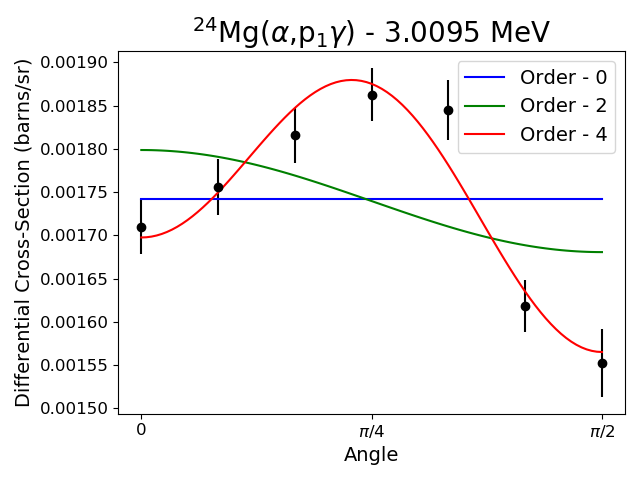 ²⁴Mg(α,p₁γ) - 3.0095 MeV
Differential Cross-Section (barns/sr)
0.00190
0.00185
0.00180
0.00175
0.00170
0.00165
0.00160
0.00155
0.00150
Order - 0
Order - 2
Order - 4
0
π/4
π/2
Angle